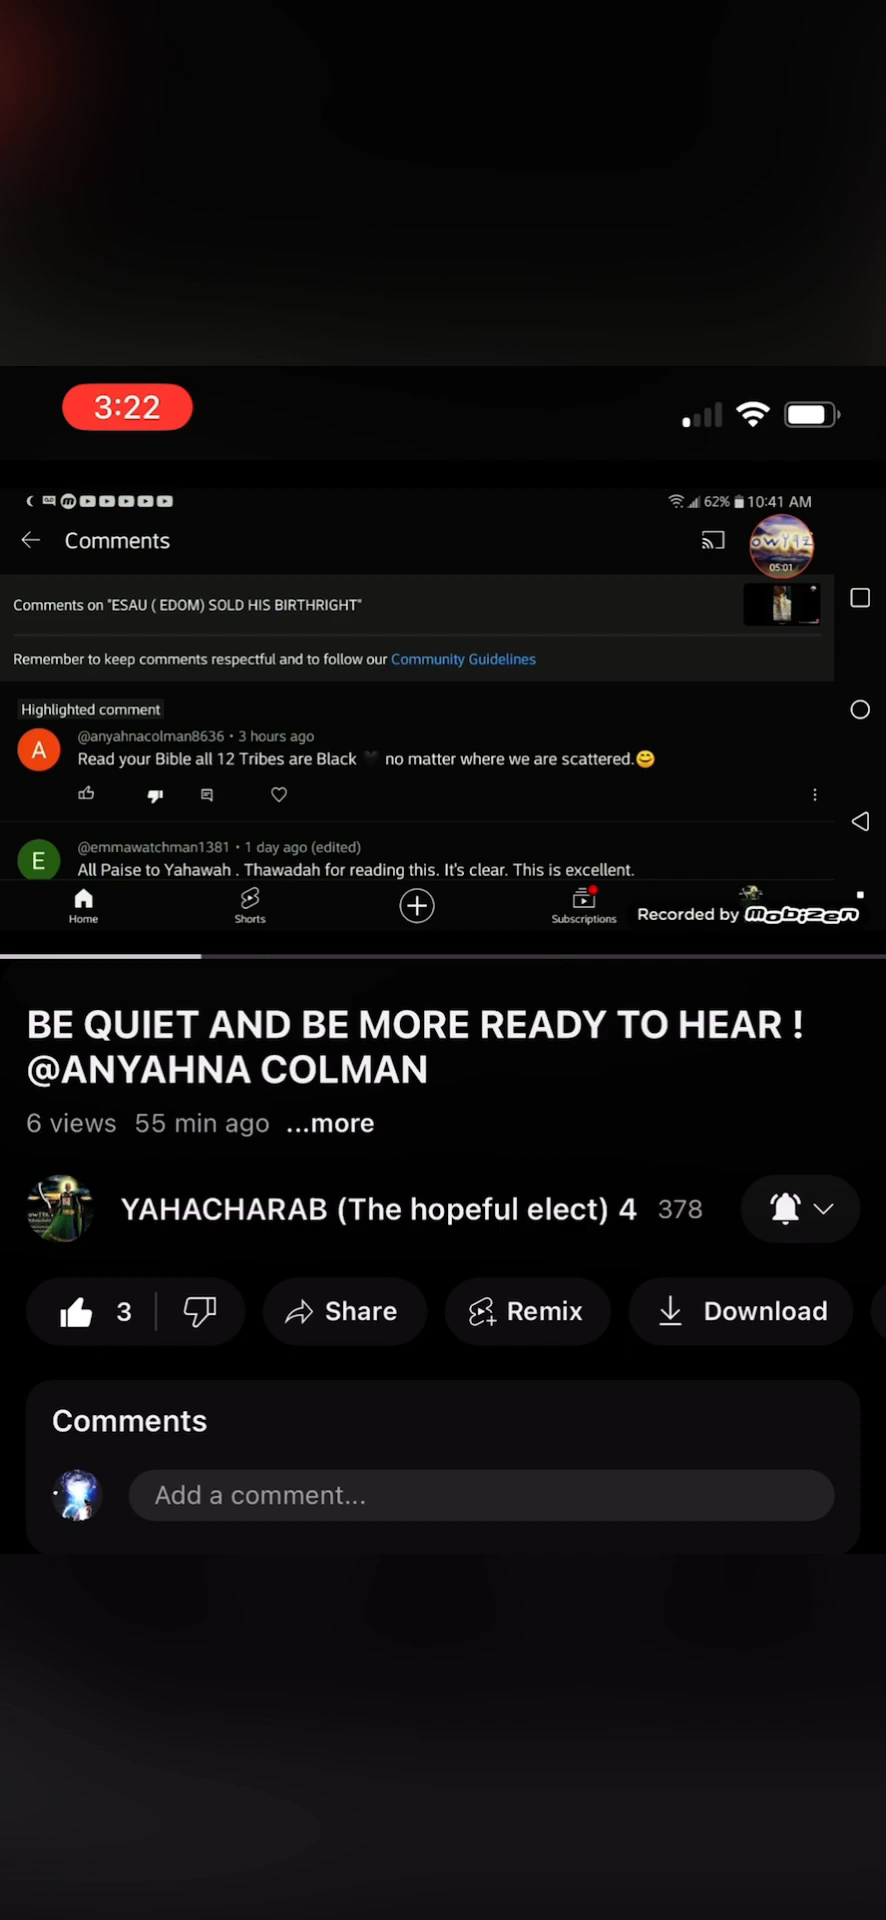 3:22
62% 10:41 AM
Comments
05:01
Comments on "ESAU ( EDOM) SOLD HIS BIRTHRIGHT"
Remember to keep comments respectful and to follow our Community Guidelines
Highlighted comment
A
@anyahnacolman8636 • 3 hours ago
Read your Bible all 12 Tribes are Black 🖤 no matter where we are scattered.😊
E
@emmawatchman1381 • 1 day ago (edited)
All Paise to Yahawah . Thawadah for reading this. It's clear. This is excellent.
Home
Shorts
Subscriptions
Recorded by mobizen
BE QUIET AND BE MORE READY TO HEAR !
@ANYAHNA COLMAN
6 views 55 min ago ...more
YAHACHARAB (The hopeful elect) 4 378
3
Share
Remix
Download
Comments
Add a comment...